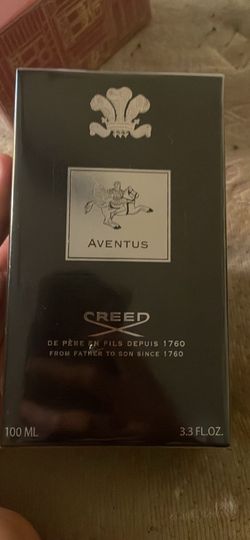 AVENTUS
CREED
DE PÈRE EN FILS DEPUIS 1760
FROM FATHER TO SON SINCE 1760
100 ML 3.3 FL.OZ.